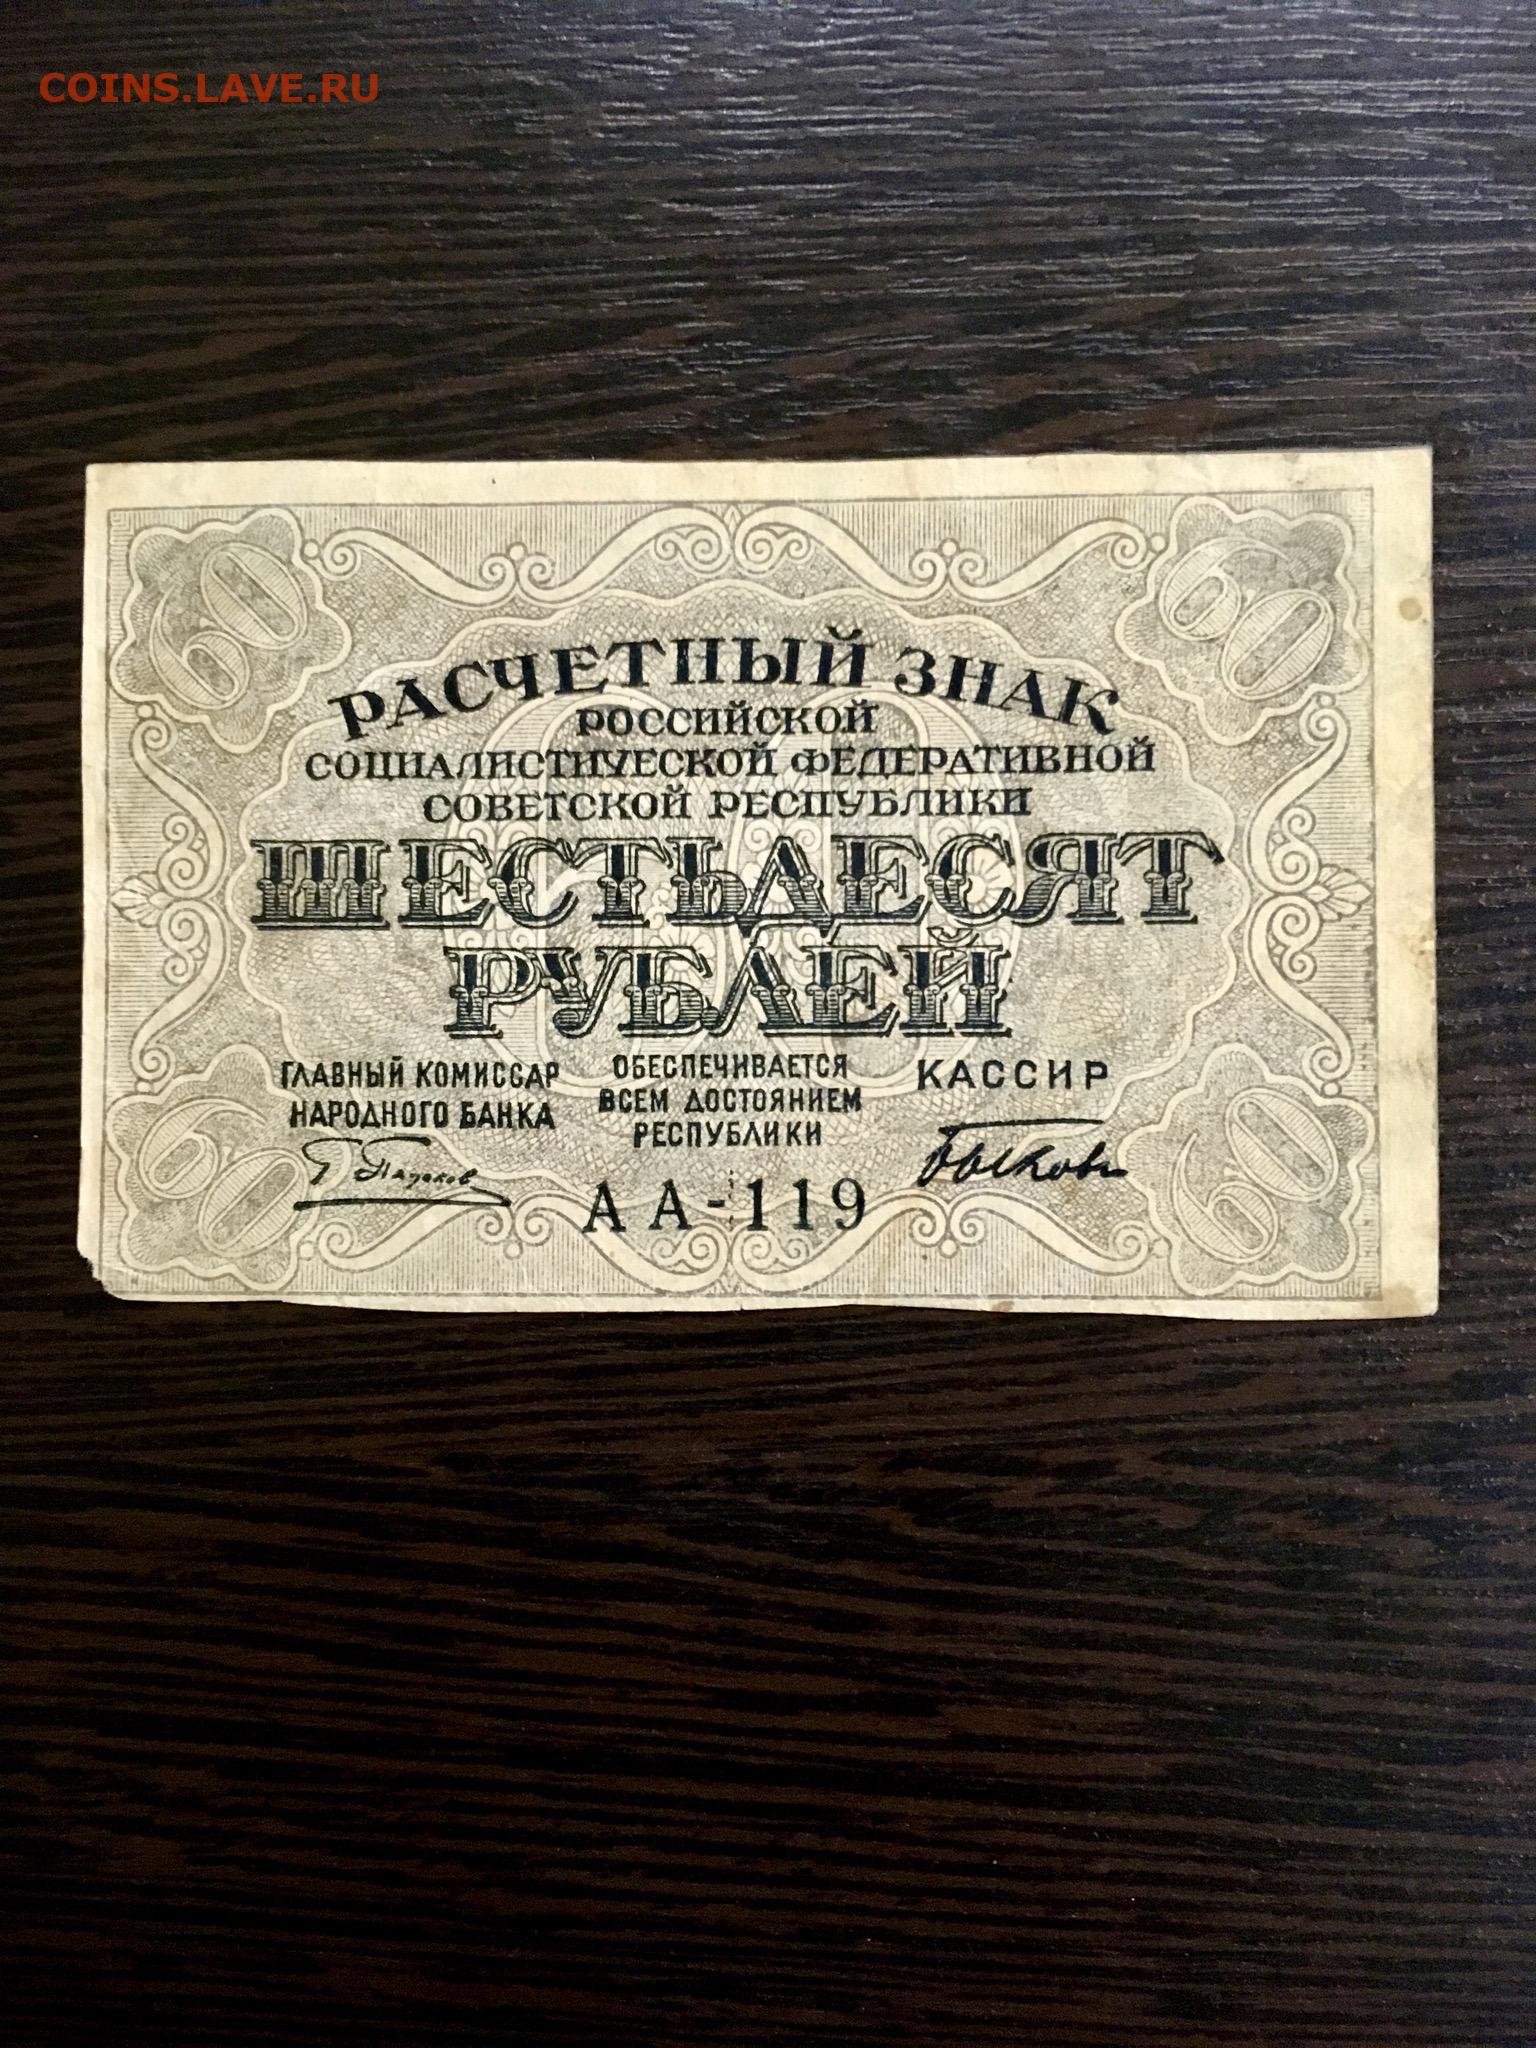 COINS.LAVE.RU
60 60
РАСЧЕТНЫЙ ЗНАК
РОССИЙСКОЙ
СОЦИАЛИСТИЧЕСКОЙ ФЕДЕРАТИВНОЙ
СОВЕТСКОЙ РЕСПУБЛИКИ
ШЕСТЬДЕСЯТ
РУБЛЕЙ
ГЛАВНЫЙ КОМИССАР
НАРОДНОГО БАНКА
ОБЕСПЕЧИВАЕТСЯ
ВСЕМ ДОСТОЯНИЕМ
РЕСПУБЛИКИ
КАССИР
60 60
АА-119